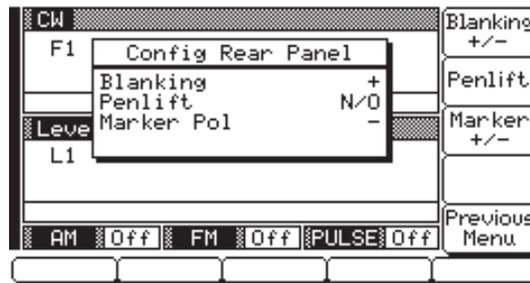 CW
F1
Config Rear Panel
Blanking +
Penlift N/O
Marker Pol -
Leve
L1
AM Off FM Off PULSE Off
Blanking
+/-
Penlift
Marker
+/-
Previous
Menu